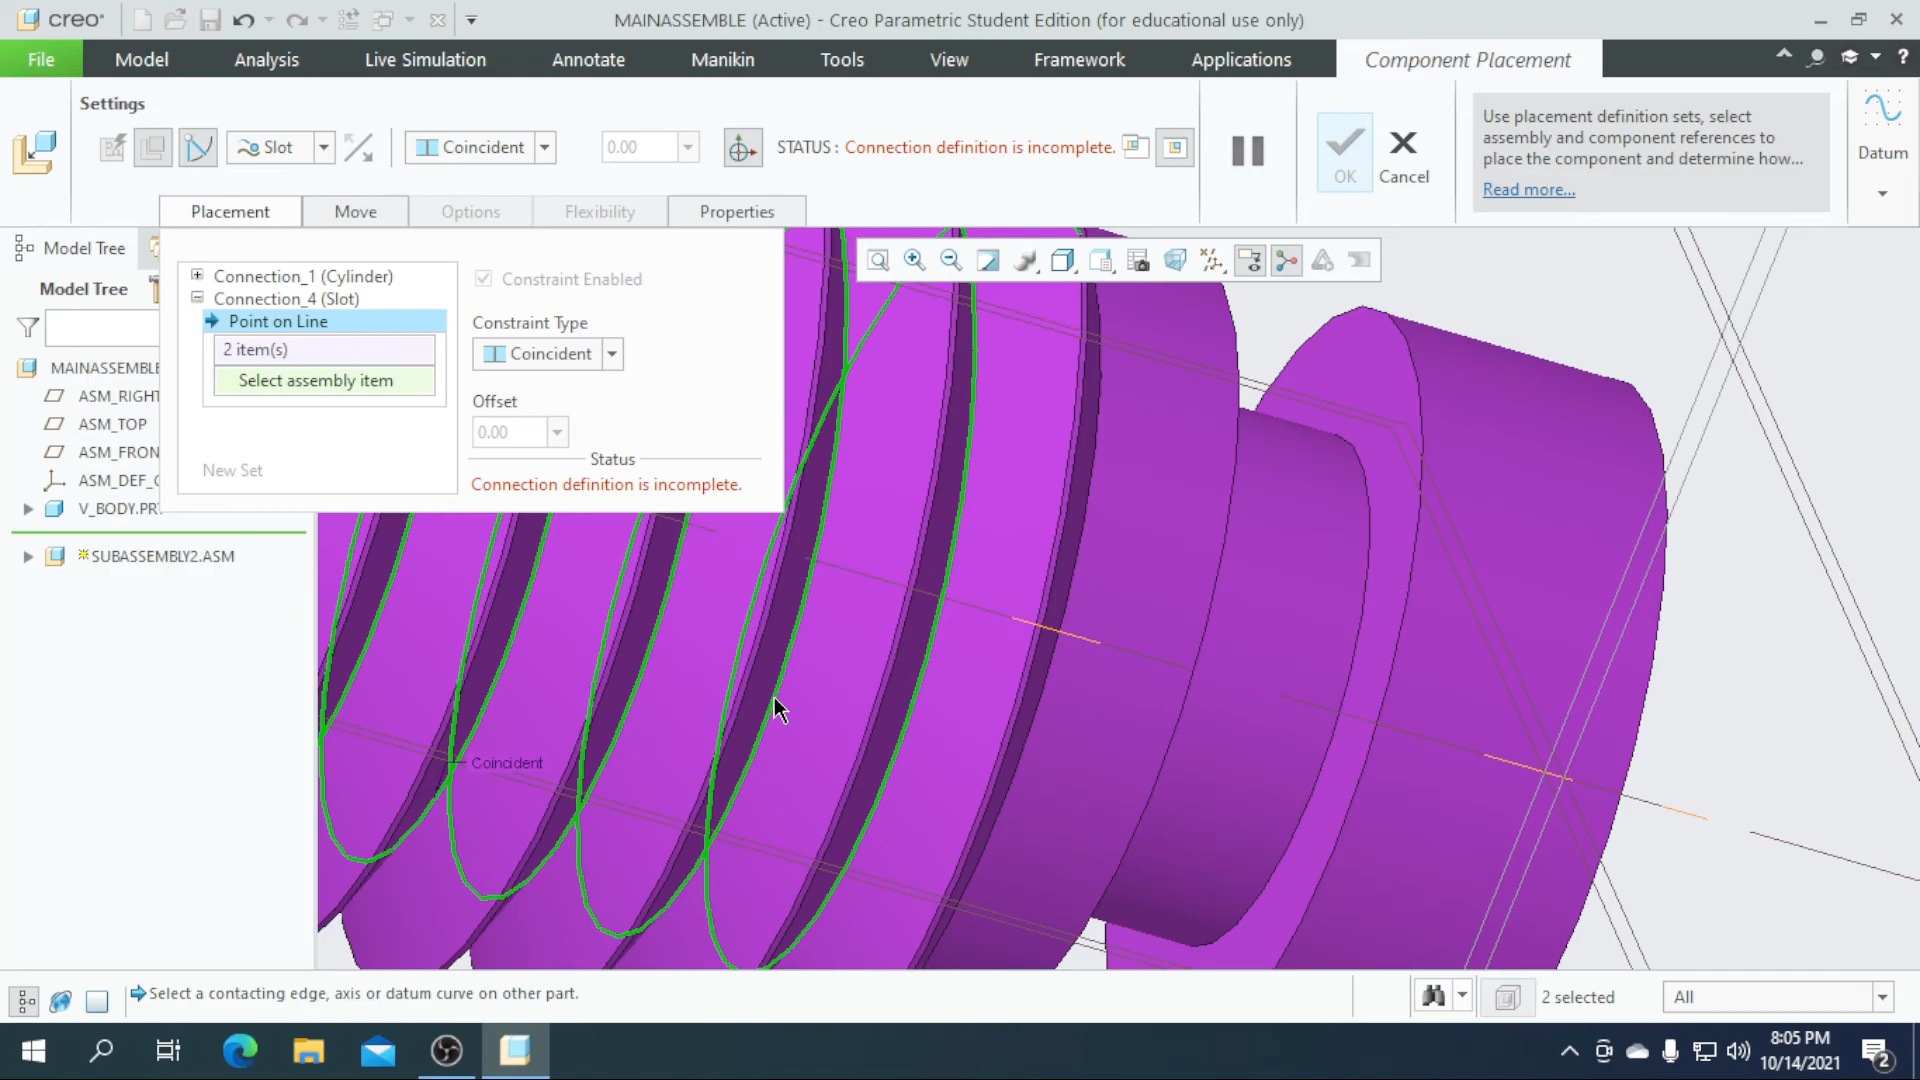 creo
MAINASSEMBLE (Active) - Creo Parametric Student Edition (for educational use only)
File
Model
Analysis
Live Simulation
Annotate
Manikin
Tools
View
Framework
Applications
Component Placement
Settings
Slot
Coincident
0.00
STATUS : Connection definition is incomplete.
OK
Cancel
Use placement definition sets, select
assembly and component references to
place the component and determine how...
Read more...
Datum
Placement
Move
Options
Flexibility
Properties
Model Tree
Model Tree
MAINASSEMBLE
ASM_RIGHT
ASM_TOP
ASM_FRON
ASM_DEF_C
V_BODY.PR
SUBASSEMBLY2.ASM
Connection_1 (Cylinder)
Connection_4 (Slot)
Point on Line
2 item(s)
Select assembly item
New Set
Constraint Enabled
Constraint Type
Coincident
Offset
0.00
Status
Connection definition is incomplete.
Coincident
Select a contacting edge, axis or datum curve on other part.
2 selected
All
8:05 PM
10/14/2021
2